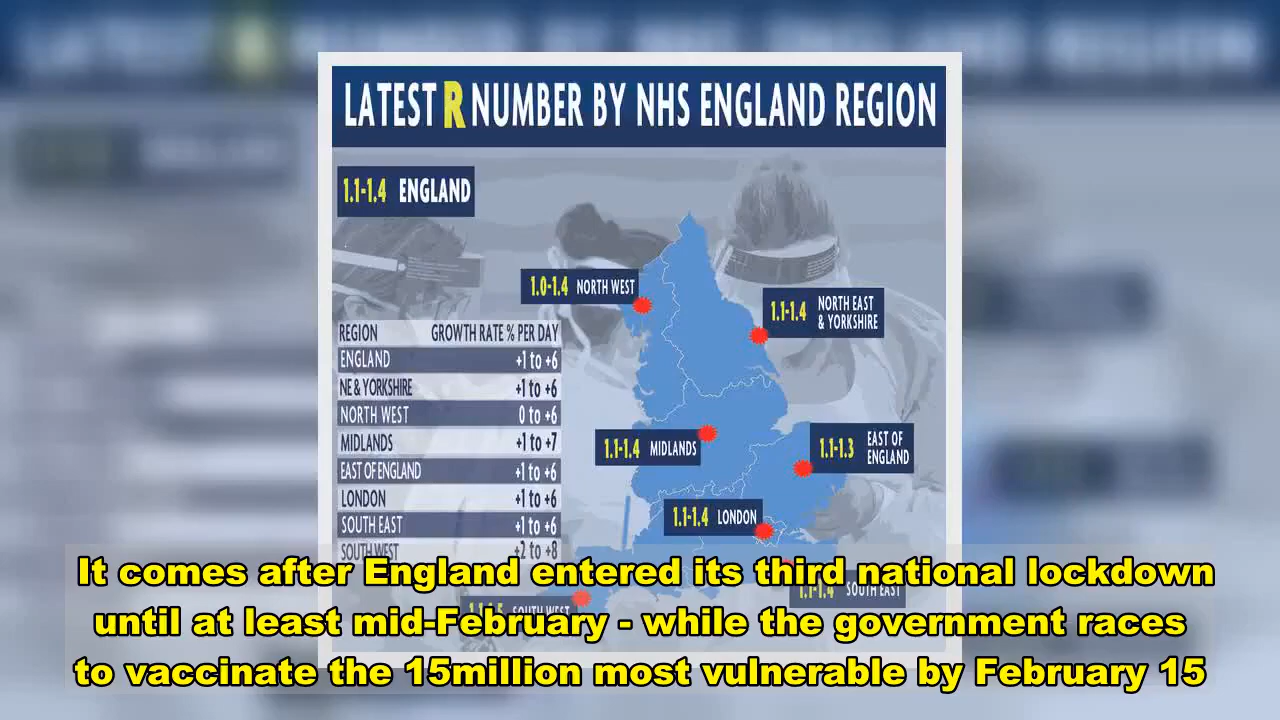 LATEST R NUMBER BY NHS ENGLAND REGION
1.1-1.4 ENGLAND
1.0-1.4 NORTH WEST
1.1-1.4 NORTH EAST
& YORKSHIRE
REGION GROWTH RATE % PER DAY
ENGLAND +1 to +6
NE & YORKSHIRE +1 to +6
NORTH WEST 0 to +6
MIDLANDS +1 to +7
EAST OF ENGLAND +1 to +6
LONDON +1 to +6
SOUTH EAST +1 to +6
SOUTH WEST +2 to +8
1.1-1.4 MIDLANDS
1.1-1.3 EAST OF
ENGLAND
1.1-1.4 LONDON
1.1-1.4 SOUTH EAST
SOUTH WEST
It comes after England entered its third national lockdown
until at least mid-February - while the government races
to vaccinate the 15million most vulnerable by February 15